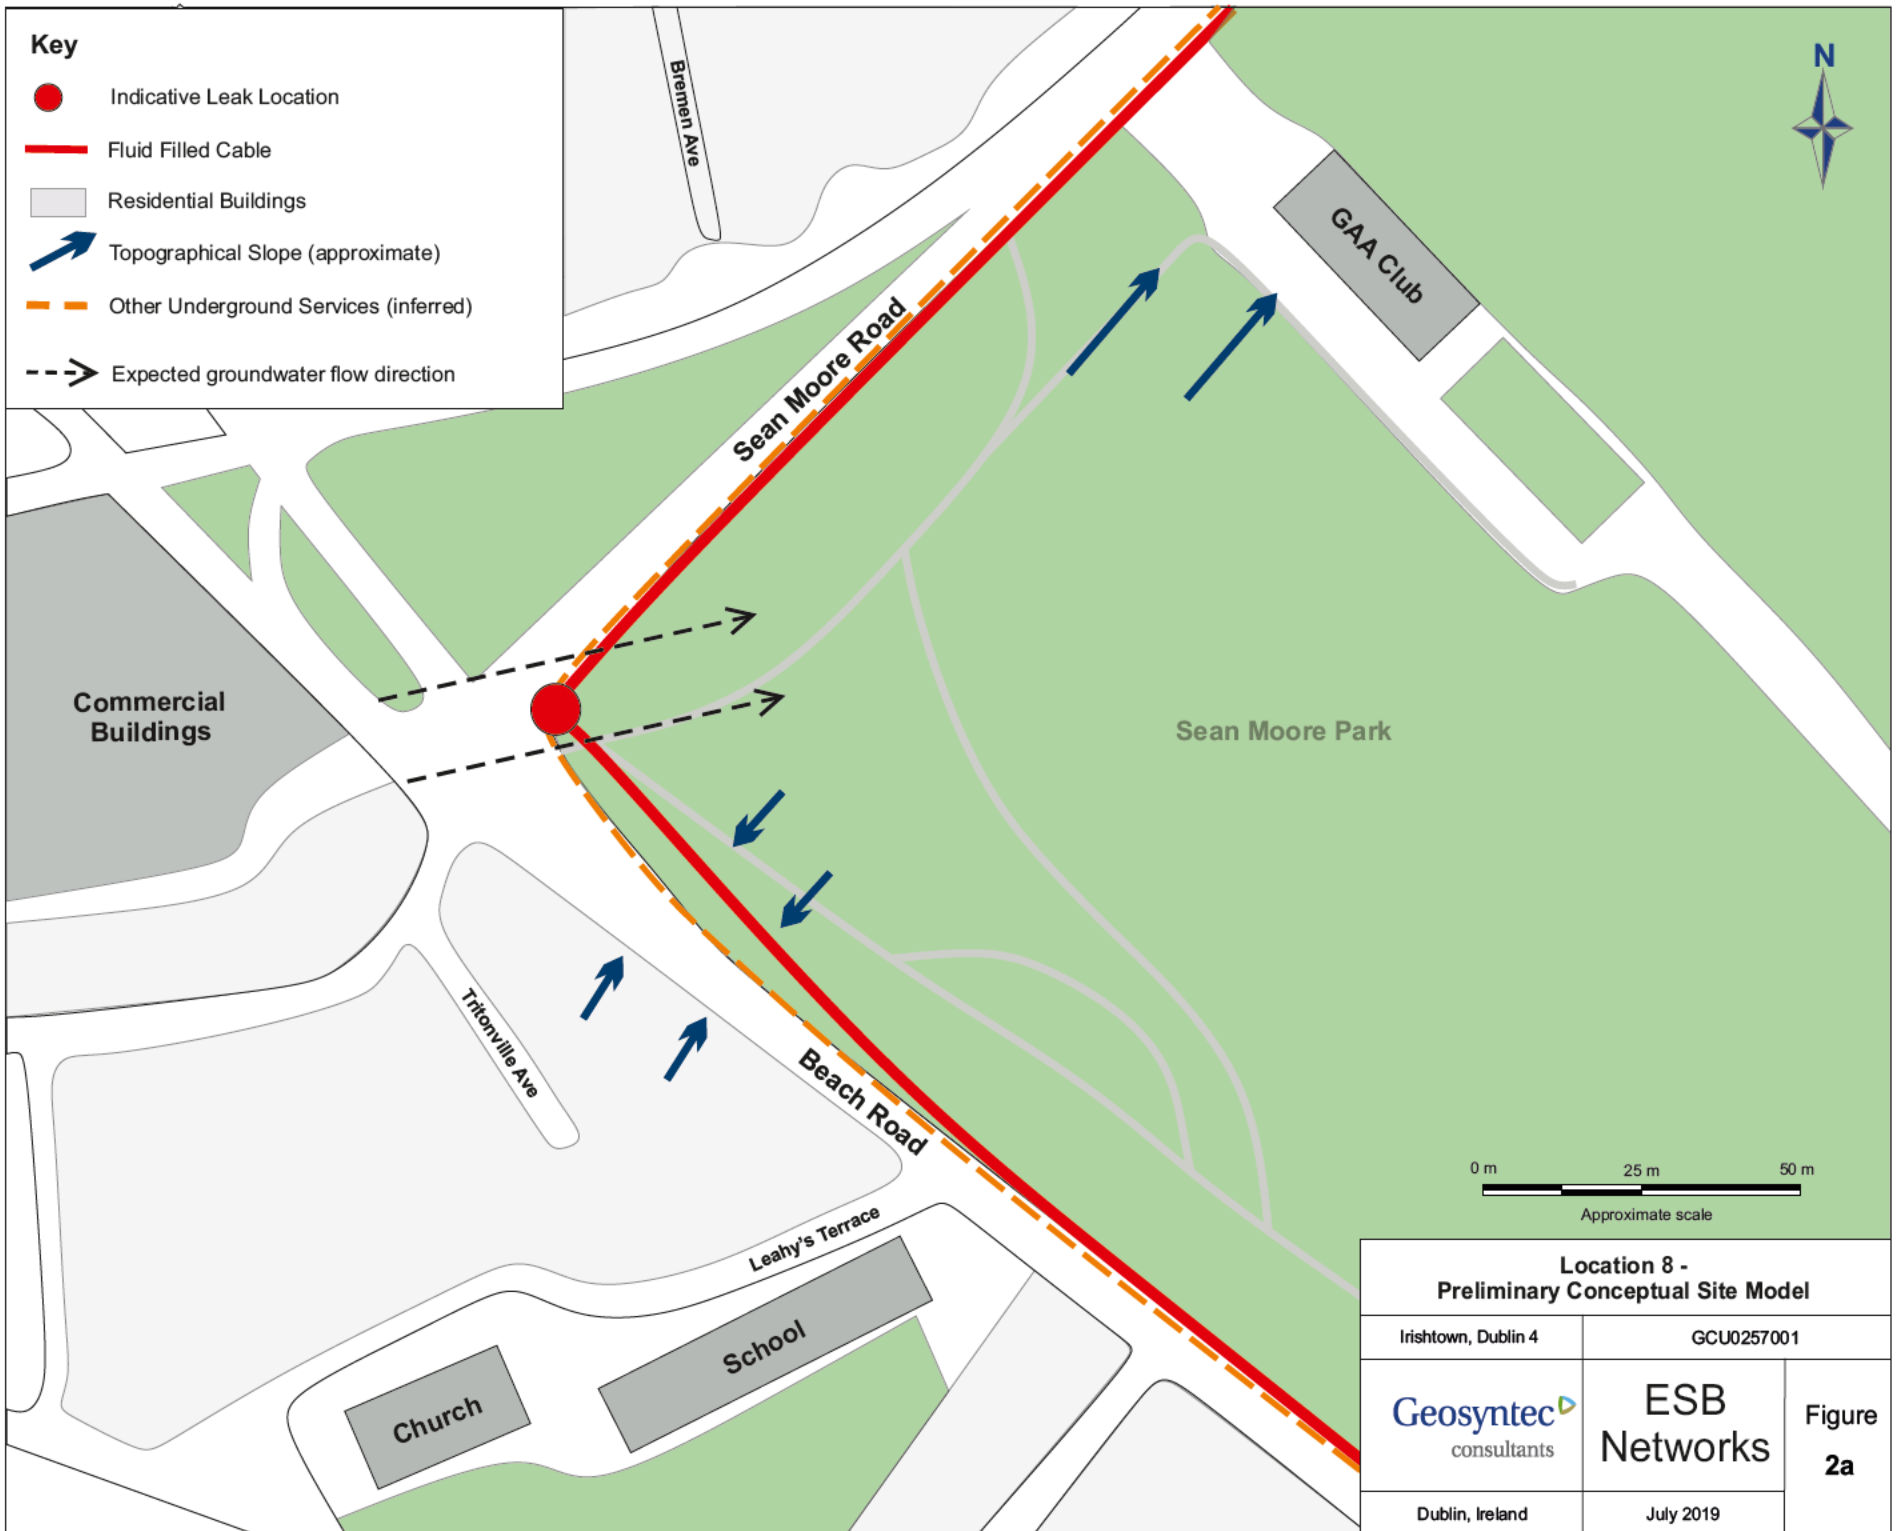 Key
Indicative Leak Location
Fluid Filled Cable
Residential Buildings
Topographical Slope (approximate)
Other Underground Services (inferred)
Expected groundwater flow direction
Bremen Ave
N
GAA Club
Sean Moore Road
Commercial
Buildings
Sean Moore Park
Tritonville Ave
Beach Road
Leahy's Terrace
School
Church
0 m 25 m 50 m
Approximate scale
Location 8 -
Preliminary Conceptual Site Model
Irishtown, Dublin 4
GCU0257001
Geosyntec
consultants
ESB
Networks
Figure
2a
Dublin, Ireland
July 2019